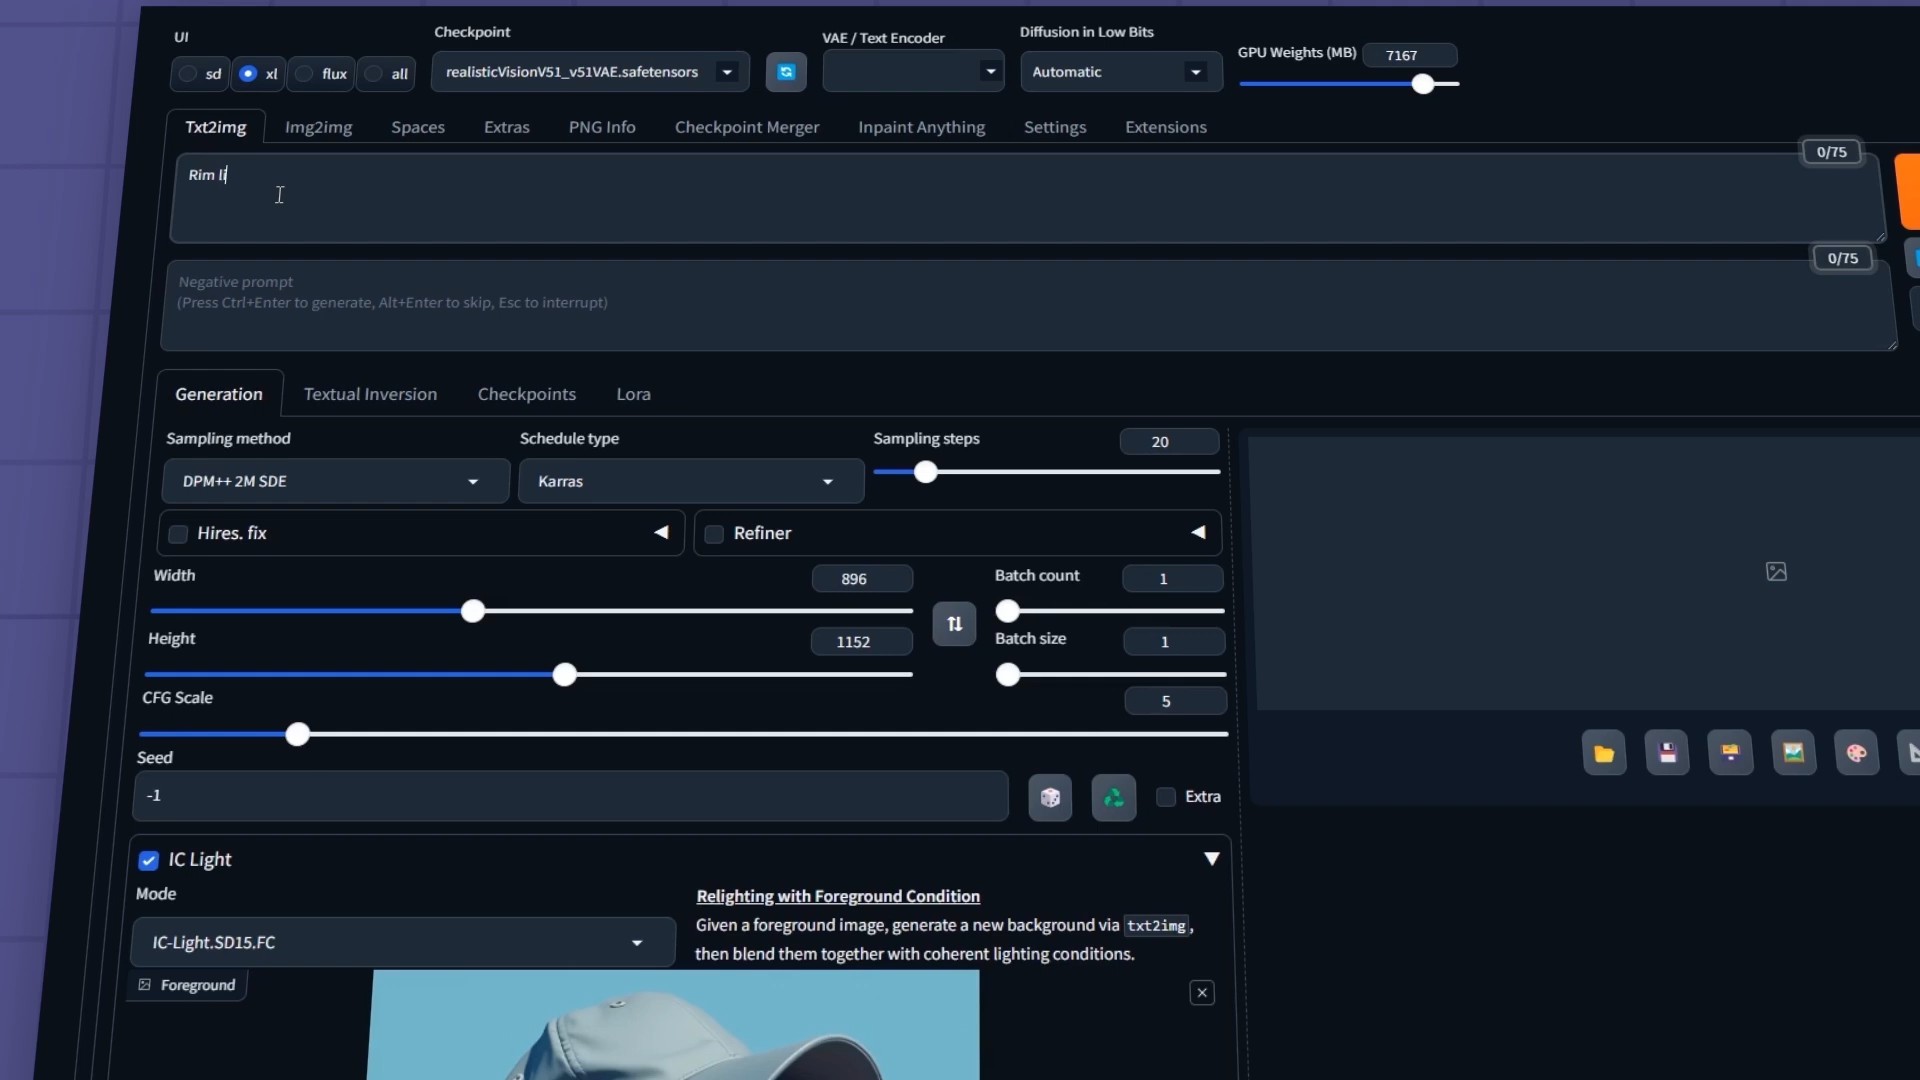 UI
Checkpoint
VAE / Text Encoder
Diffusion in Low Bits
GPU Weights (MB)
7167
sd
xl
flux
all
realisticVisionV51_v51VAE.safetensors
Automatic
Txt2img
Img2img
Spaces
Extras
PNG Info
Checkpoint Merger
Inpaint Anything
Settings
Extensions
0/75
Rim li
0/75
Negative prompt
(Press Ctrl+Enter to generate, Alt+Enter to skip, Esc to interrupt)
Generation
Textual Inversion
Checkpoints
Lora
Sampling method
Schedule type
Sampling steps
20
DPM++ 2M SDE
Karras
Hires. fix
Refiner
Width
896
Batch count
1
Height
1152
Batch size
1
CFG Scale
5
Seed
-1
Extra
IC Light
Mode
IC-Light.SD15.FC
Relighting with Foreground Condition
Given a foreground image, generate a new background via txt2img,
then blend them together with coherent lighting conditions.
Foreground